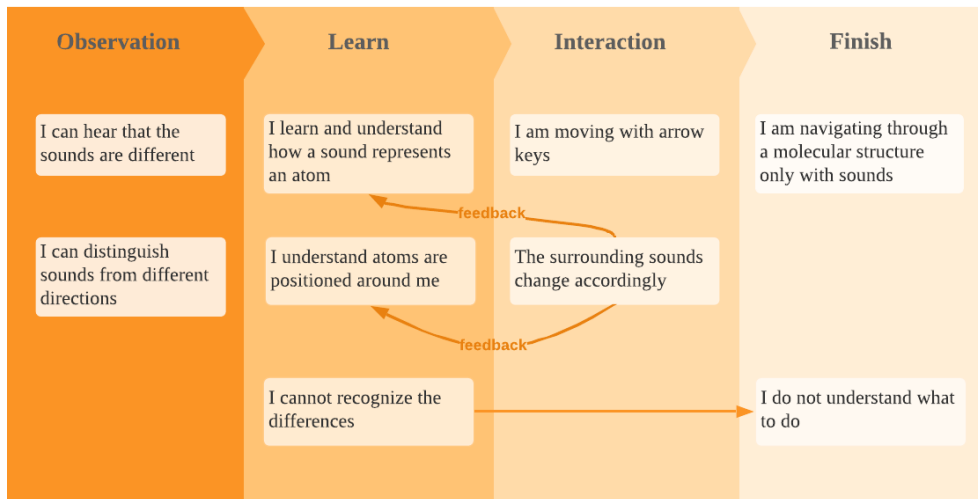 Observation
Learn
Interaction
Finish
I can hear that the
sounds are different
I learn and understand
how a sound represents
an atom
I am moving with arrow
keys
I am navigating through
a molecular structure
only with sounds
feedback
I can distinguish
sounds from different
directions
I understand atoms are
positioned around me
The surrounding sounds
change accordingly
feedback
I cannot recognize the
differences
I do not understand what
to do